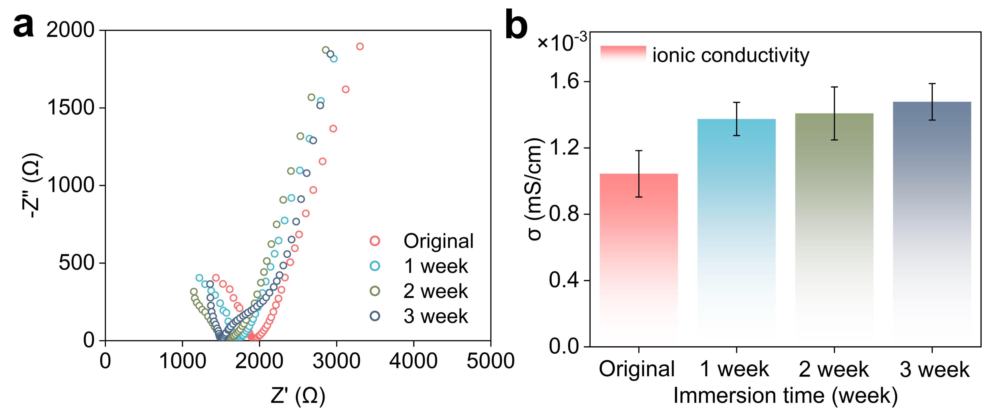 a
2000
1500
1000
500
0
-Z" (Ω)
0 1000 2000 3000 4000 5000
Z' (Ω)
Original
1 week
2 week
3 week
b
×10-3
ionic conductivity
1.6
1.2
0.8
0.4
0.0
σ (mS/cm)
Original 1 week 2 week 3 week
Immersion time (week)